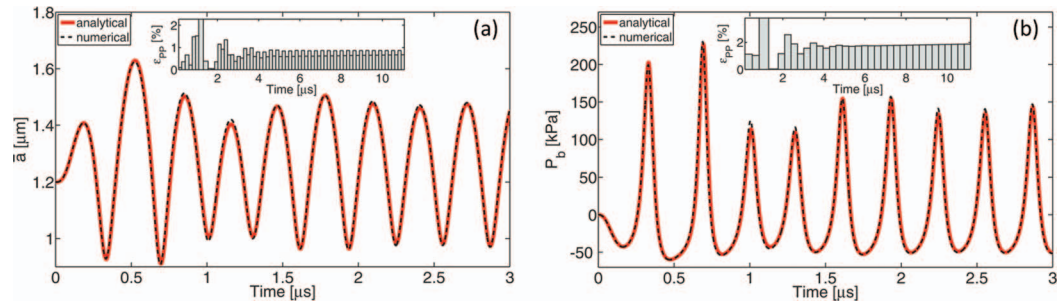 1.8
1.6
1.4
1.2
1
ā [μm]
0
0.5
1
1.5
2
2.5
3
Time [μs]
analytical
numerical
ε_PP [%]
2
1
0
2
4
6
8
10
Time [μs]
(a)
250
200
150
100
50
0
-50
P_b [kPa]
0
0.5
1
1.5
2
2.5
3
Time [μs]
analytical
numerical
ε_PP [%]
2
0
2
4
6
8
10
Time [μs]
(b)